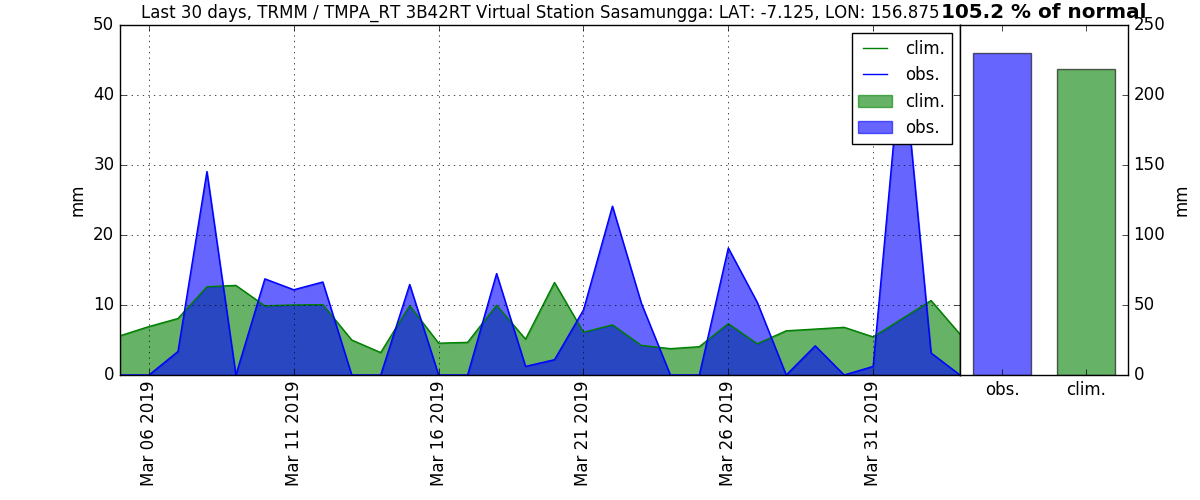 Last 30 days, TRMM / TMPA_RT 3B42RT Virtual Station Sasamungga: LAT: -7.125, LON: 156.875
105.2 % of normal
50
40
30
20
10
0
mm
clim.
obs.
clim.
obs.
250
200
150
100
50
0
mm
obs.
clim.
Mar 06 2019
Mar 11 2019
Mar 16 2019
Mar 21 2019
Mar 26 2019
Mar 31 2019